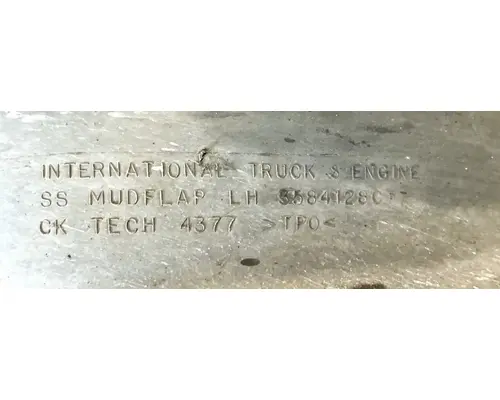 INTERNATIONAL TRUCK & ENGINE
SS MUDFLAP LH
CK TECH 4377 >TPO<